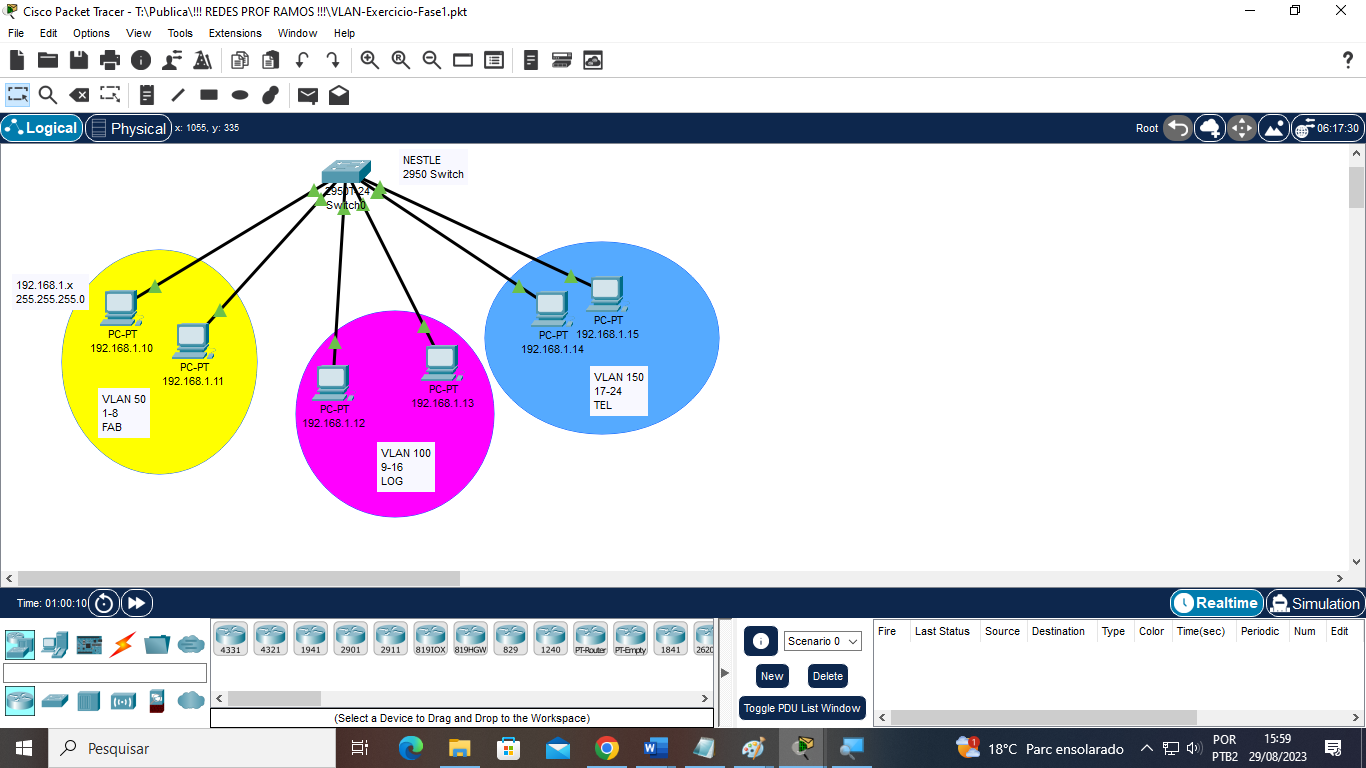 Cisco Packet Tracer - T:\Publica\!!! REDES PROF RAMOS !!!\VLAN-Exercicio-Fase1.pkt
File Edit Options View Tools Extensions Window Help
Logical Physical x: 1055, y: 335
Root 06:17:30
NESTLE
2950 Switch
2950T-24
Switch0
192.168.1.x
255.255.255.0
PC-PT
192.168.1.10
PC-PT
192.168.1.11
VLAN 50
1-8
FAB
PC-PT
192.168.1.12
PC-PT
192.168.1.13
VLAN 100
9-16
LOG
PC-PT
192.168.1.14
PC-PT
192.168.1.15
VLAN 150
17-24
TEL
Time: 01:00:10
Realtime Simulation
4331 4321 1941 2901 2911 819IOX 819HGW 829 1240 PT-Router PT-Empty 1841 2620
(Select a Device to Drag and Drop to the Workspace)
Scenario 0
New Delete
Toggle PDU List Window
Fire Last Status Source Destination Type Color Time(sec) Periodic Num Edit
Pesquisar
1
18°C Parc ensolarado
POR
PTB2
15:59
29/08/2023